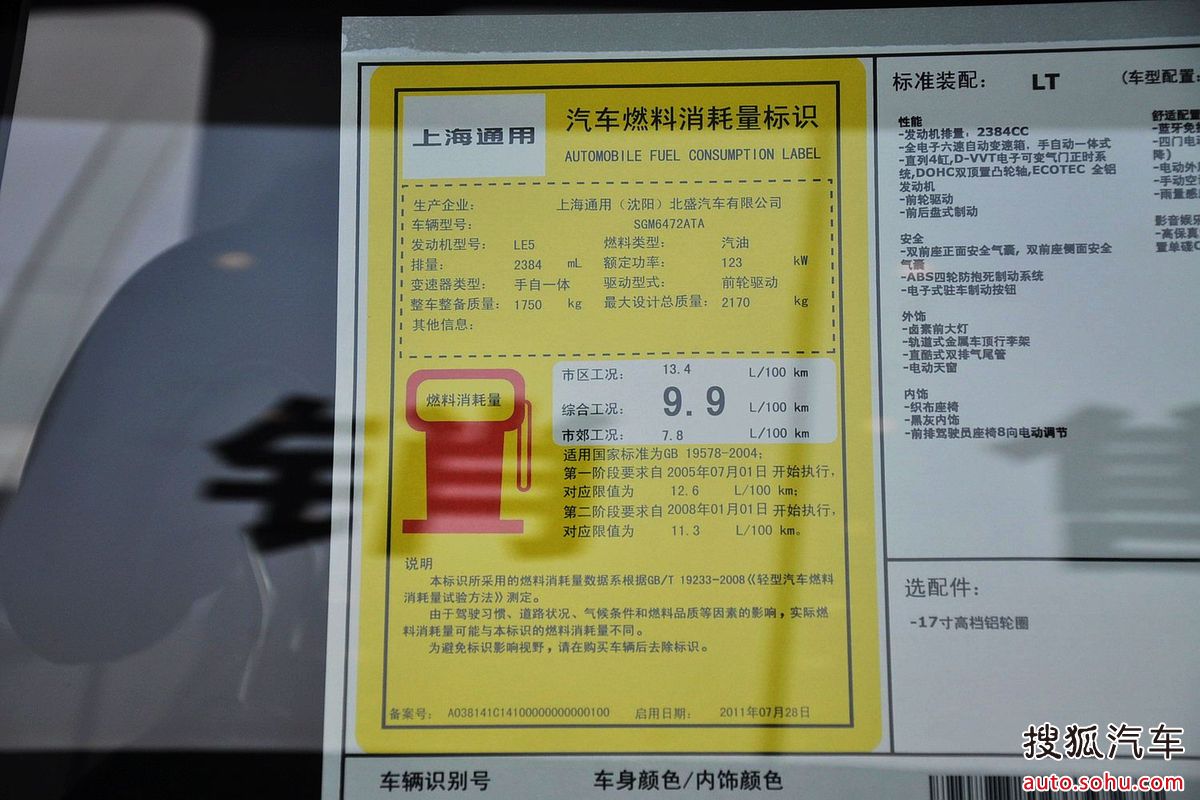 上海通用
汽车燃料消耗量标识
AUTOMOBILE FUEL CONSUMPTION LABEL
生产企业： 上海通用（沈阳）北盛汽车有限公司
车辆型号： SGM6472ATA
发动机型号： LE5 燃料类型： 汽油
排量： 2384 mL 额定功率： 123 kW
变速器类型： 手自一体 驱动型式： 前轮驱动
整车整备质量： 1750 kg 最大设计总质量： 2170 kg
其他信息：
燃料消耗量
市区工况： 13.4 L/100 km
综合工况： 9.9 L/100 km
市郊工况： 7.8 L/100 km
适用国家标准为GB 19578-2004；
第一阶段要求自 2005年07月01日 开始执行，
对应限值为 12.6 L/100 km；
第二阶段要求自 2008年01月01日 开始执行，
对应限值为 11.3 L/100 km。
说明
本标识所采用的燃料消耗量数据系根据GB/T 19233-2008《轻型汽车燃料
消耗量试验方法》测定。
由于驾驶习惯、道路状况、气候条件和燃料品质等因素的影响，实际燃
料消耗量可能与本标识的燃料消耗量不同。
为避免标识影响视野，请在购买车辆后去除标识。
备案号： A038141C14100000000000100 启用日期： 2011年07月28日
车辆识别号 车身颜色/内饰颜色
标准装配： LT （车型配置：
性能
-发动机排量：2384CC
-全电子六速自动变速箱，手自动一体式
-直列4缸,D-VVT电子可变气门正时系
统,DOHC双顶置凸轮轴,ECOTEC 全铝
发动机
-前轮驱动
-前后盘式制动
安全
-双前座正面安全气囊，双前座侧面安全
气囊
-ABS四轮防抱死制动系统
-电子式驻车制动按钮
外饰
-卤素前大灯
-轨道式金属车顶行李架
-直酷式双排气尾管
-电动天窗
内饰
-织布座椅
-黑灰内饰
-前排驾驶员座椅8向电动调节
舒适配置
-蓝牙免
-四门电动
降)
-电动外
-手动空
-雨量感
影音娱乐
-高保真
置单碟C
选配件：
-17寸高档铝轮圈
搜狐汽车
auto.sohu.com